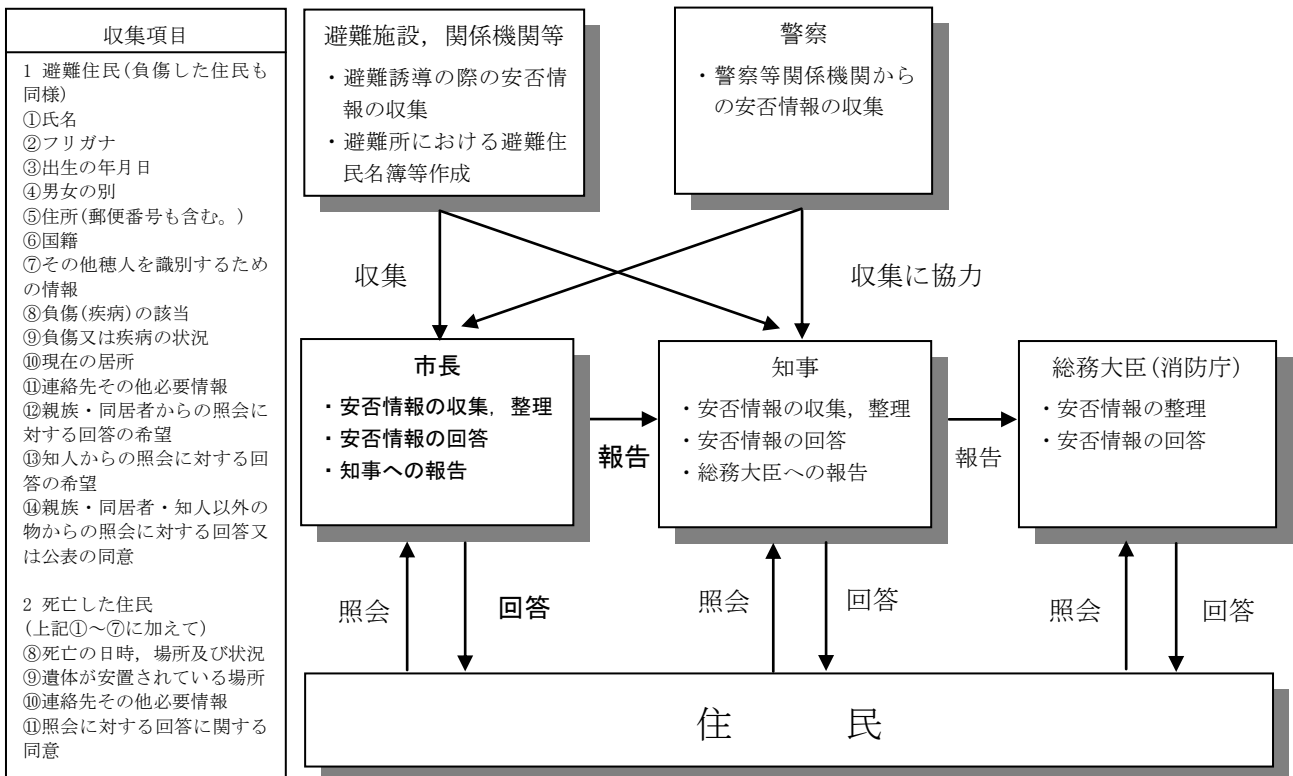 収集項目
1 避難住民(負傷した住民も
同様)
①氏名
②フリガナ
③出生の年月日
④男女の別
⑤住所(郵便番号も含む。)
⑥国籍
⑦その他穂人を識別するため
の情報
⑧負傷(疾病)の該当
⑨負傷又は疾病の状況
⑩現在の居所
⑪連絡先その他必要情報
⑫親族・同居者からの照会に
対する回答の希望
⑬知人からの照会に対する回
答の希望
⑭親族・同居者・知人以外の
物からの照会に対する回答又
は公表の同意
2 死亡した住民
(上記①～⑦に加えて)
⑧死亡の日時，場所及び状況
⑨遺体が安置されている場所
⑩連絡先その他必要情報
⑪照会に対する回答に関する
同意
避難施設，関係機関等
・避難誘導の際の安否情
報の収集
・避難所における避難住
民名簿等作成
警察
・警察等関係機関から
の安否情報の収集
収集
収集に協力
市長
・安否情報の収集，整理
・安否情報の回答
・知事への報告
報告
知事
・安否情報の収集，整理
・安否情報の回答
・総務大臣への報告
報告
総務大臣(消防庁)
・安否情報の整理
・安否情報の回答
照会
回答
照会
回答
照会
回答
住 民